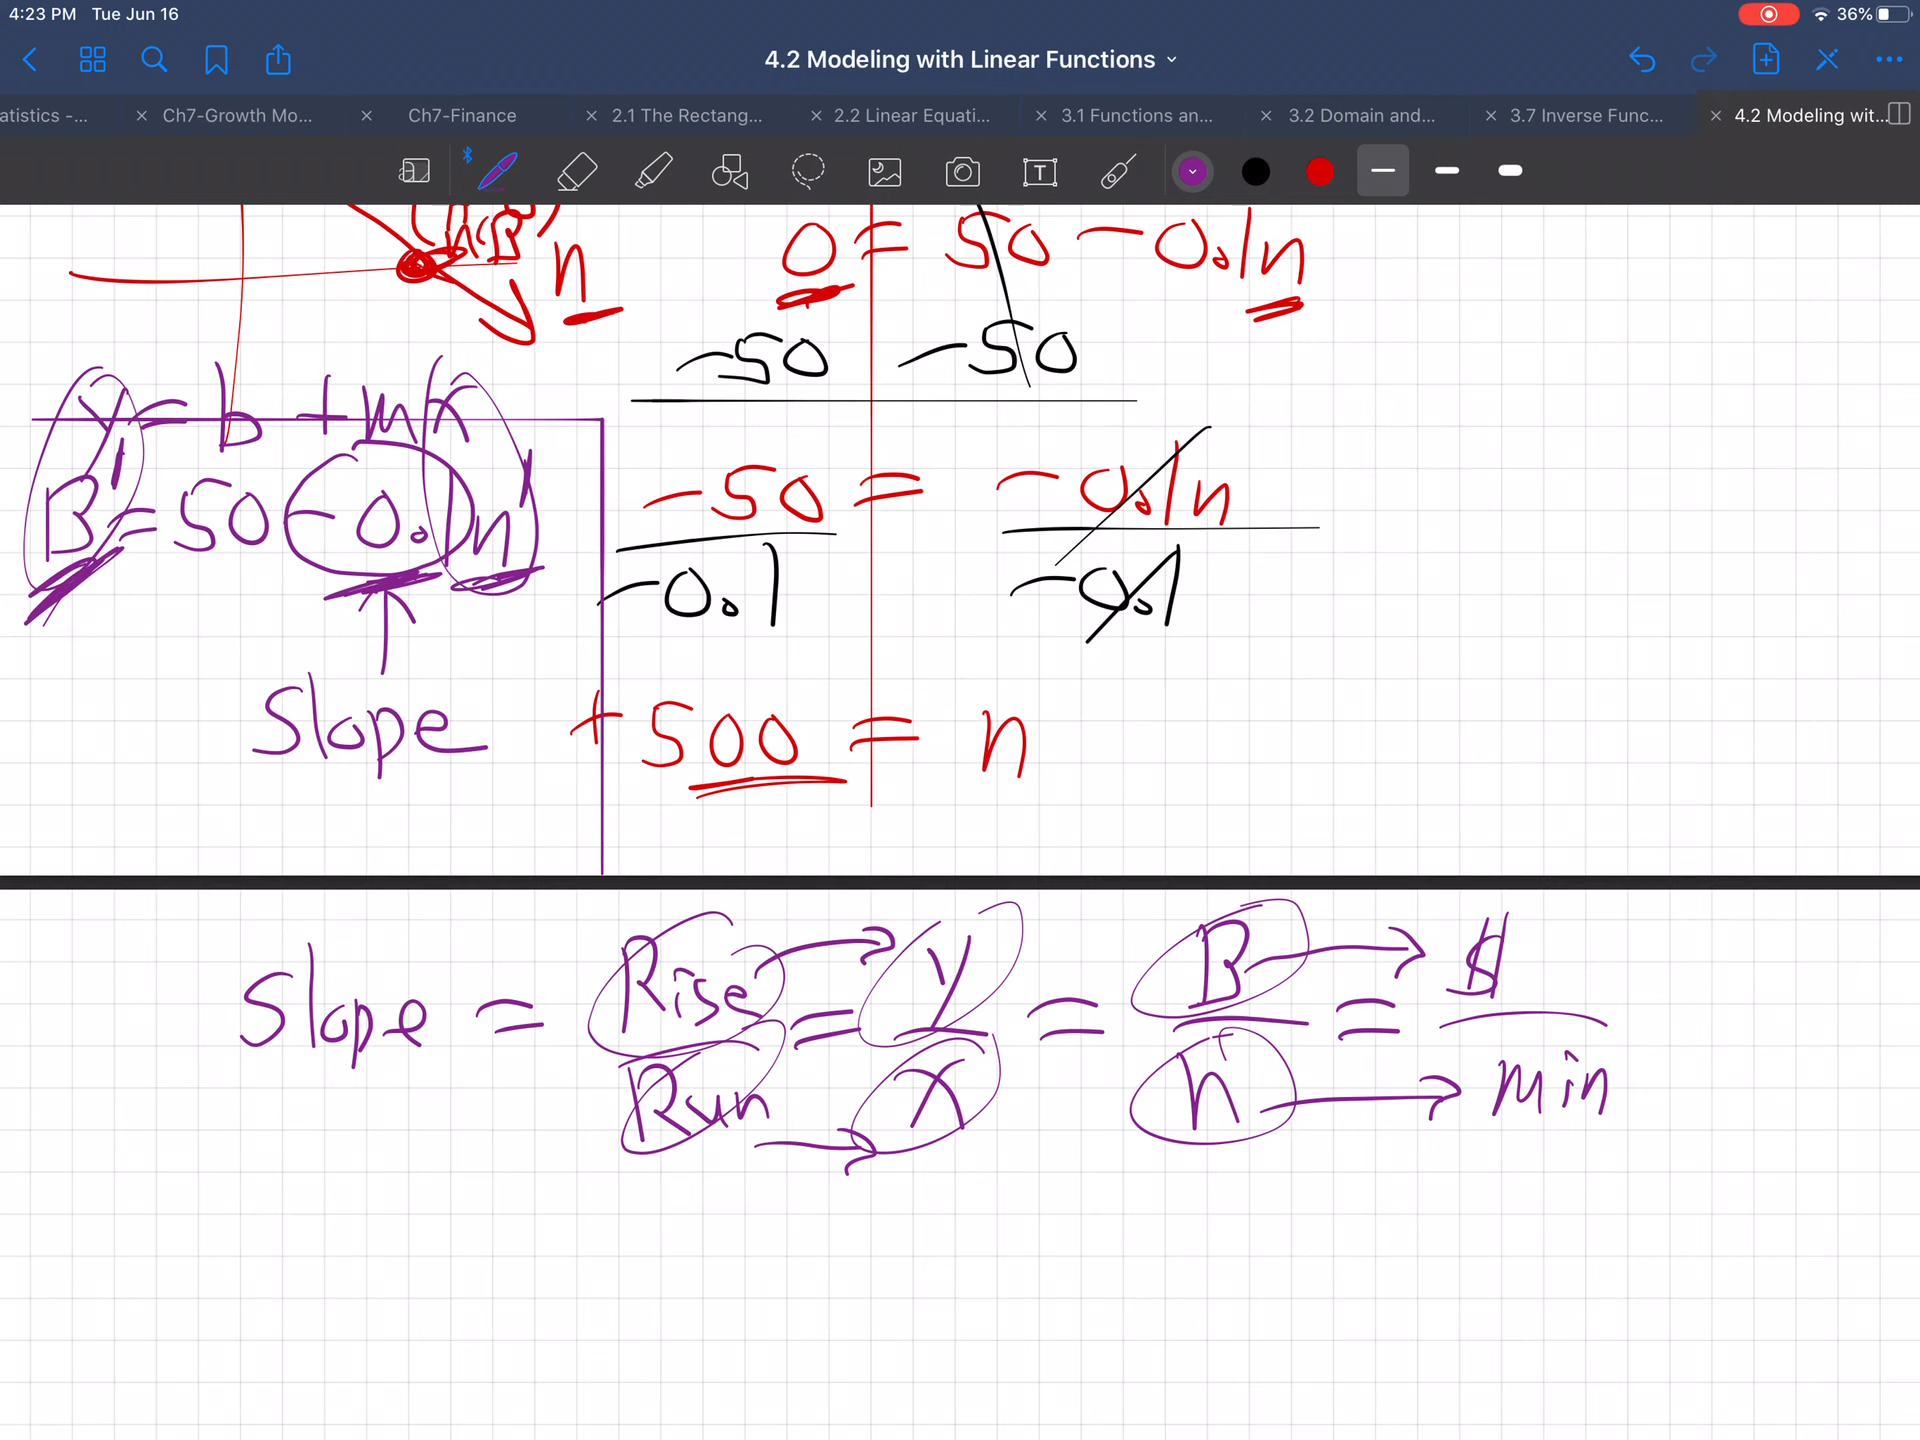 4:23 PM Tue Jun 16 36%
4.2 Modeling with Linear Functions
atistics -... Ch7-Growth Mo... Ch7-Finance 2.1 The Rectang... 2.2 Linear Equati... 3.1 Functions an... 3.2 Domain and... 3.7 Inverse Func... 4.2 Modeling wit...
T
n
0 = 50 - 0.1n
-50 -50
y = b + mx
B = 50 - 0.1n
-50 = -0.1n
-0.1 -0.1
Slope
+500 = n
Slope = Rise = y = B = $
Run x n min